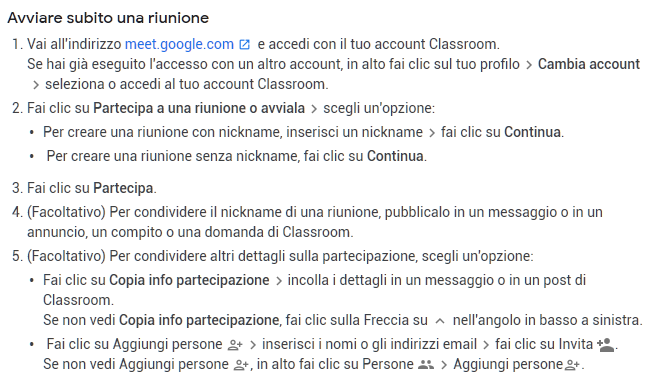 Avviare subito una riunione
1. Vai all'indirizzo meet.google.com e accedi con il tuo account Classroom.
Se hai già eseguito l'accesso con un altro account, in alto fai clic sul tuo profilo > Cambia account
> seleziona o accedi al tuo account Classroom.
2. Fai clic su Partecipa a una riunione o avviala > scegli un'opzione:
• Per creare una riunione con nickname, inserisci un nickname > fai clic su Continua.
• Per creare una riunione senza nickname, fai clic su Continua.
3. Fai clic su Partecipa.
4. (Facoltativo) Per condividere il nickname di una riunione, pubblicalo in un messaggio o in un
annuncio, un compito o una domanda di Classroom.
5. (Facoltativo) Per condividere altri dettagli sulla partecipazione, scegli un'opzione:
• Fai clic su Copia info partecipazione > incolla i dettagli in un messaggio o in un post di
Classroom.
Se non vedi Copia info partecipazione, fai clic sulla Freccia su nell'angolo in basso a sinistra.
• Fai clic su Aggiungi persone > inserisci i nomi o gli indirizzi email > fai clic su Invita.
Se non vedi Aggiungi persone, in alto fai clic su Persone > Aggiungi persone.